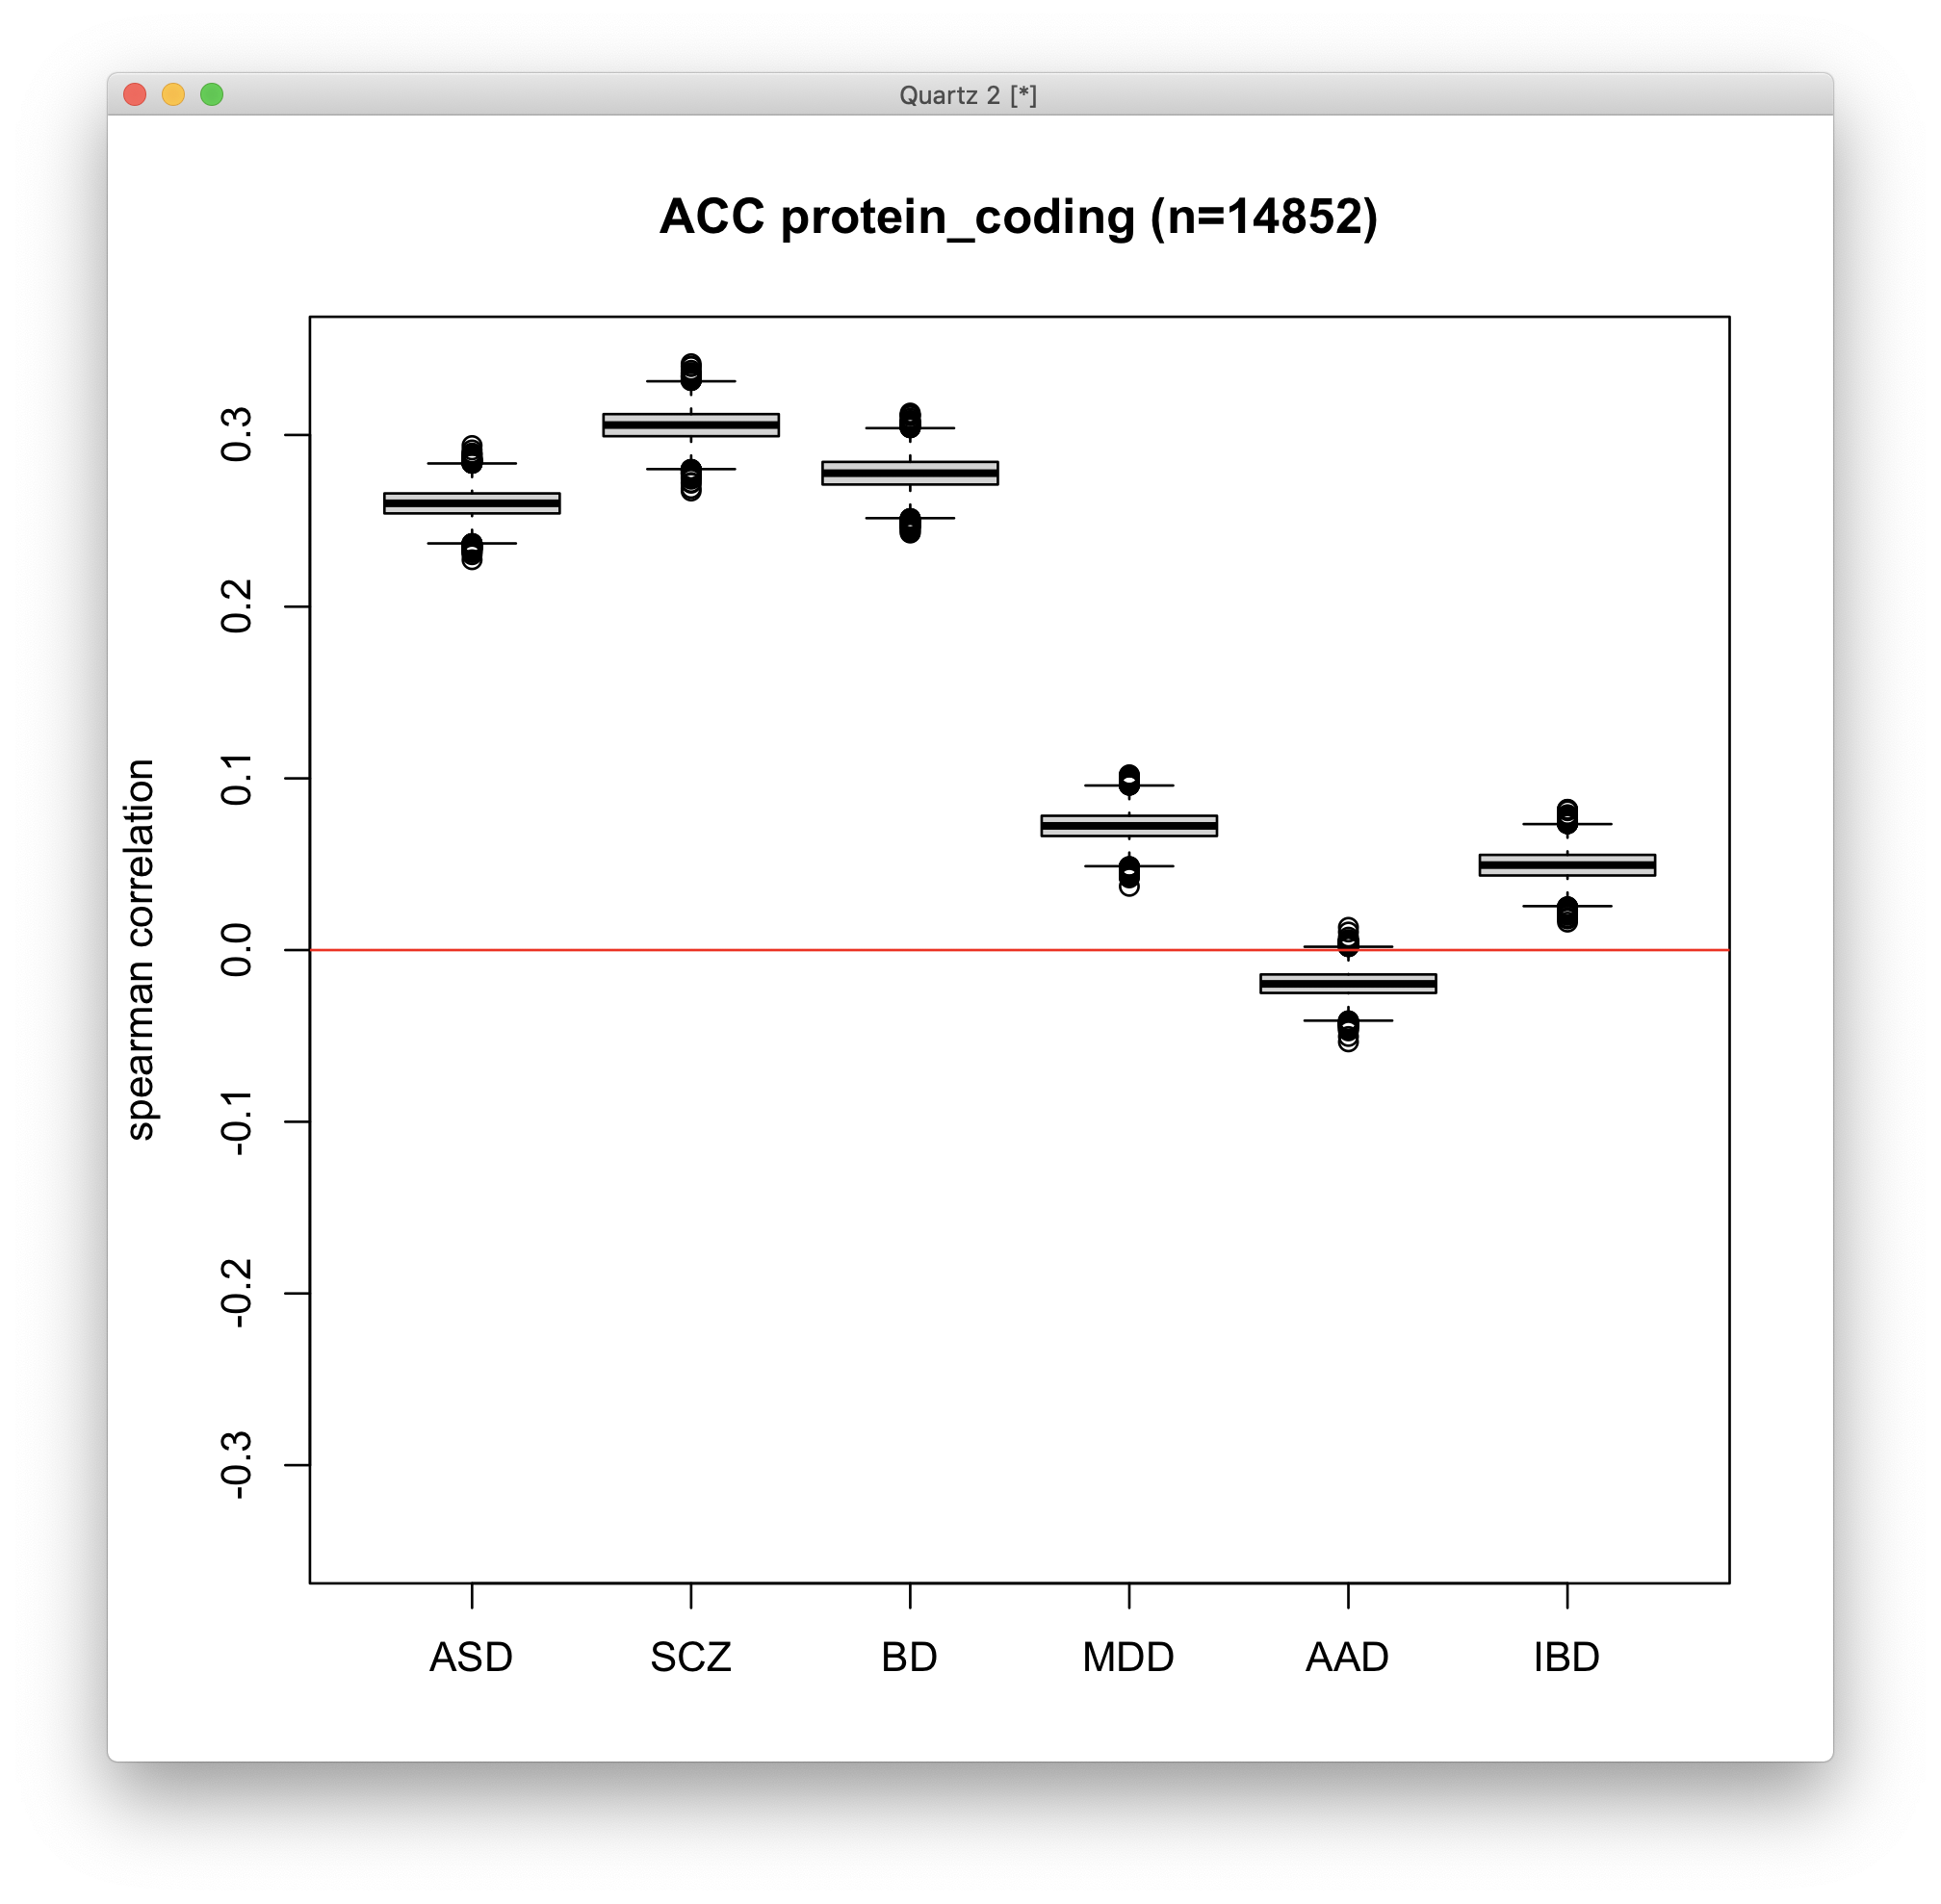 Quartz 2 [*]
ACC protein_coding (n=14852)
spearman correlation
0.3
0.2
0.1
0.0
-0.1
-0.2
-0.3
ASD SCZ BD MDD AAD IBD